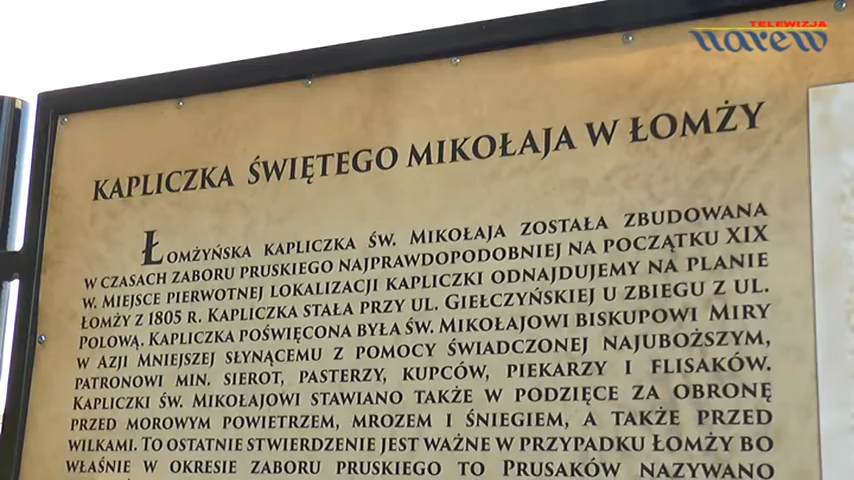 TELEWIZJA
Narew
KAPLICZKA ŚWIĘTEGO MIKOŁAJA W ŁOMŻY
ŁOMŻYŃSKA KAPLICZKA ŚW. MIKOŁAJA ZOSTAŁA ZBUDOWANA
W CZASACH ZABORU PRUSKIEGO NAJPRAWDOPODOBNIEJ NA POCZĄTKU XIX
W. MIEJSCE PIERWOTNEJ LOKALIZACJI KAPLICZKI ODNAJDUJEMY NA PLANIE
ŁOMŻY Z 1805 R. KAPLICZKA STAŁA PRZY UL. GIEŁCZYŃSKIEJ U ZBIEGU Z UL.
POLOWĄ. KAPLICZKA POŚWIĘCONA BYŁA ŚW. MIKOŁAJOWI BISKUPOWI MIRY
W AZJI MNIEJSZEJ SŁYNĄCEMU Z POMOCY ŚWIADCZONEJ NAJUBOŻSZYM,
PATRONOWI MIN. SIEROT, PASTERZY, KUPCÓW, PIEKARZY I FLISAKÓW.
KAPLICZKI ŚW. MIKOŁAJOWI STAWIANO TAKŻE W PODZIĘCE ZA OBRONĘ
PRZED MOROWYM POWIETRZEM, MROZEM I ŚNIEGIEM, A TAKŻE PRZED
WILKAMI. TO OSTATNIE STWIERDZENIE JEST WAŻNE W PRZYPADKU ŁOMŻY BO
WŁAŚNIE W OKRESIE ZABORU PRUSKIEGO TO PRUSAKÓW NAZYWANO